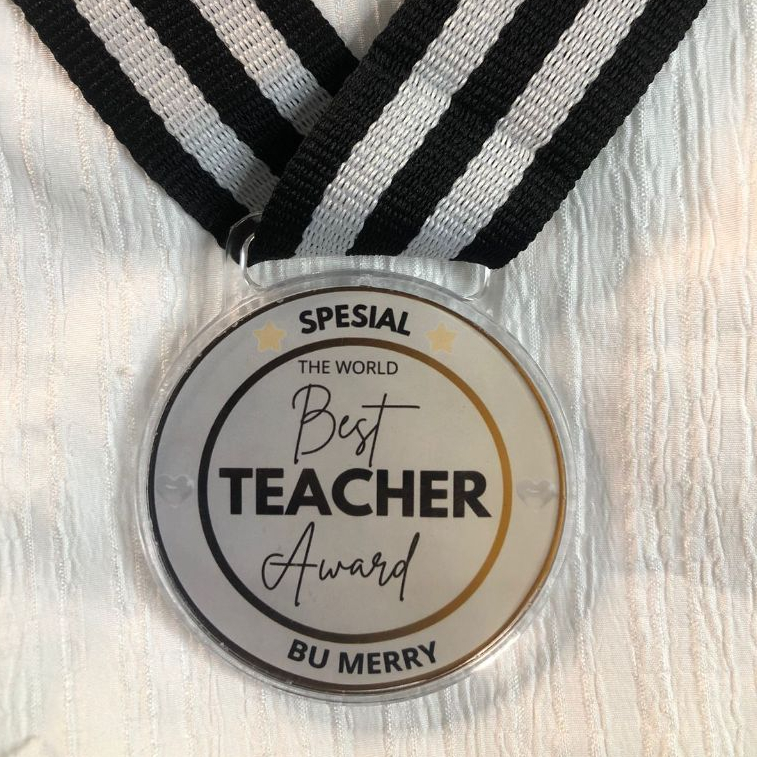 SPESIAL
THE WORLD
Best
TEACHER
Award
BU MERRY